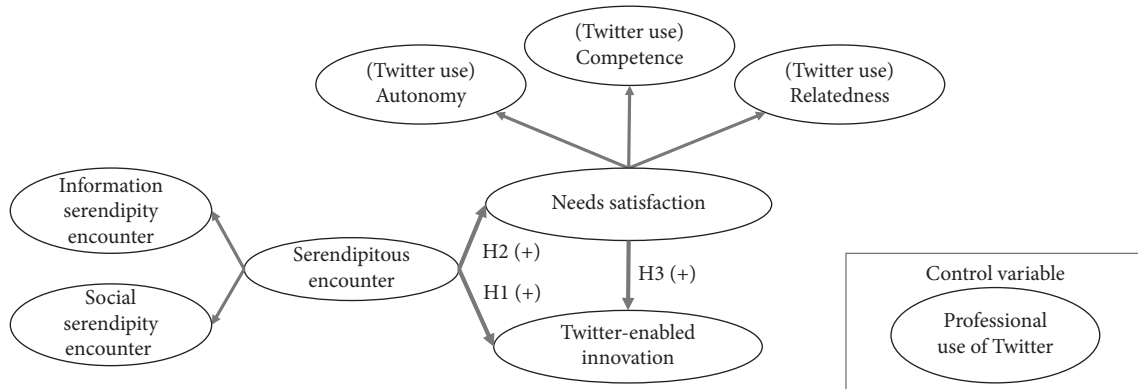 (Twitter use)
Competence
(Twitter use)
Autonomy
(Twitter use)
Relatedness
Information
serendipity
encounter
Needs satisfaction
Serendipitous
encounter
H2 (+)
H1 (+)
H3 (+)
Social
serendipity
encounter
Twitter-enabled
innovation
Control variable
Professional
use of Twitter